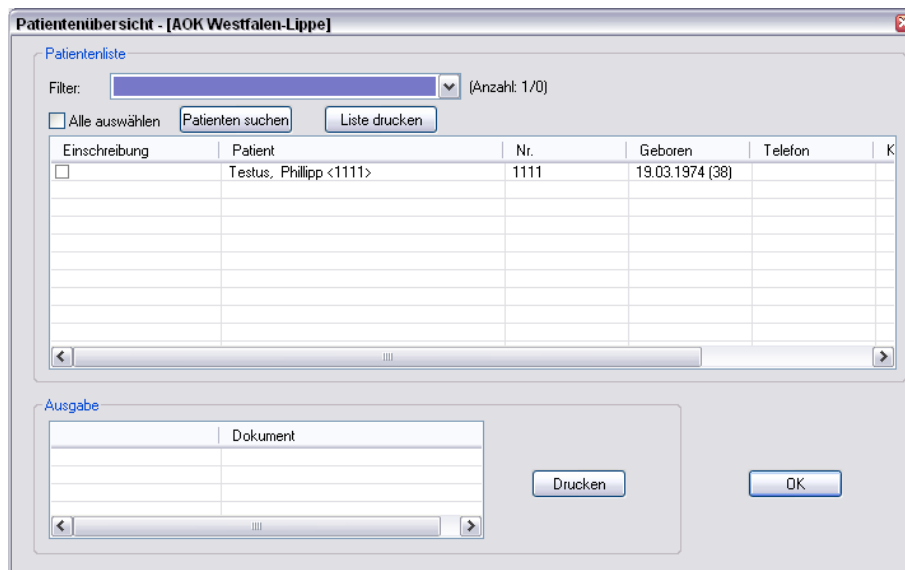 Patientenübersicht - [AOK Westfalen-Lippe]
Patientenliste
Filter: (Anzahl: 1/0)
Alle auswählen Patienten suchen Liste drucken
Einschreibung Patient Nr. Geboren Telefon K
Testus, Phillipp <1111> 1111 19.03.1974 (38)
Ausgabe
Dokument
Drucken OK